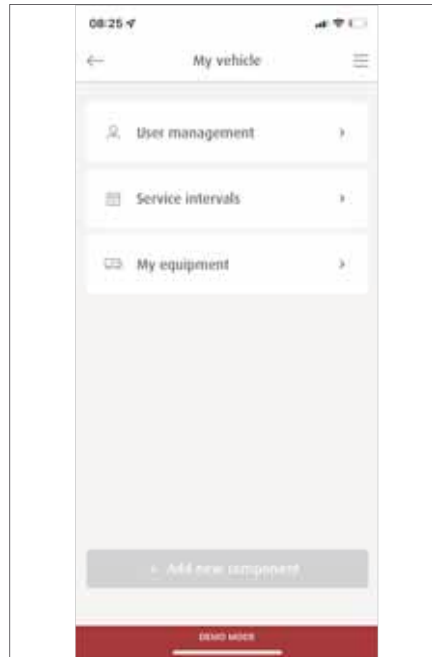 08:25
My vehicle
User management
Service intervals
My equipment
+ Add new component
DEMO MODE